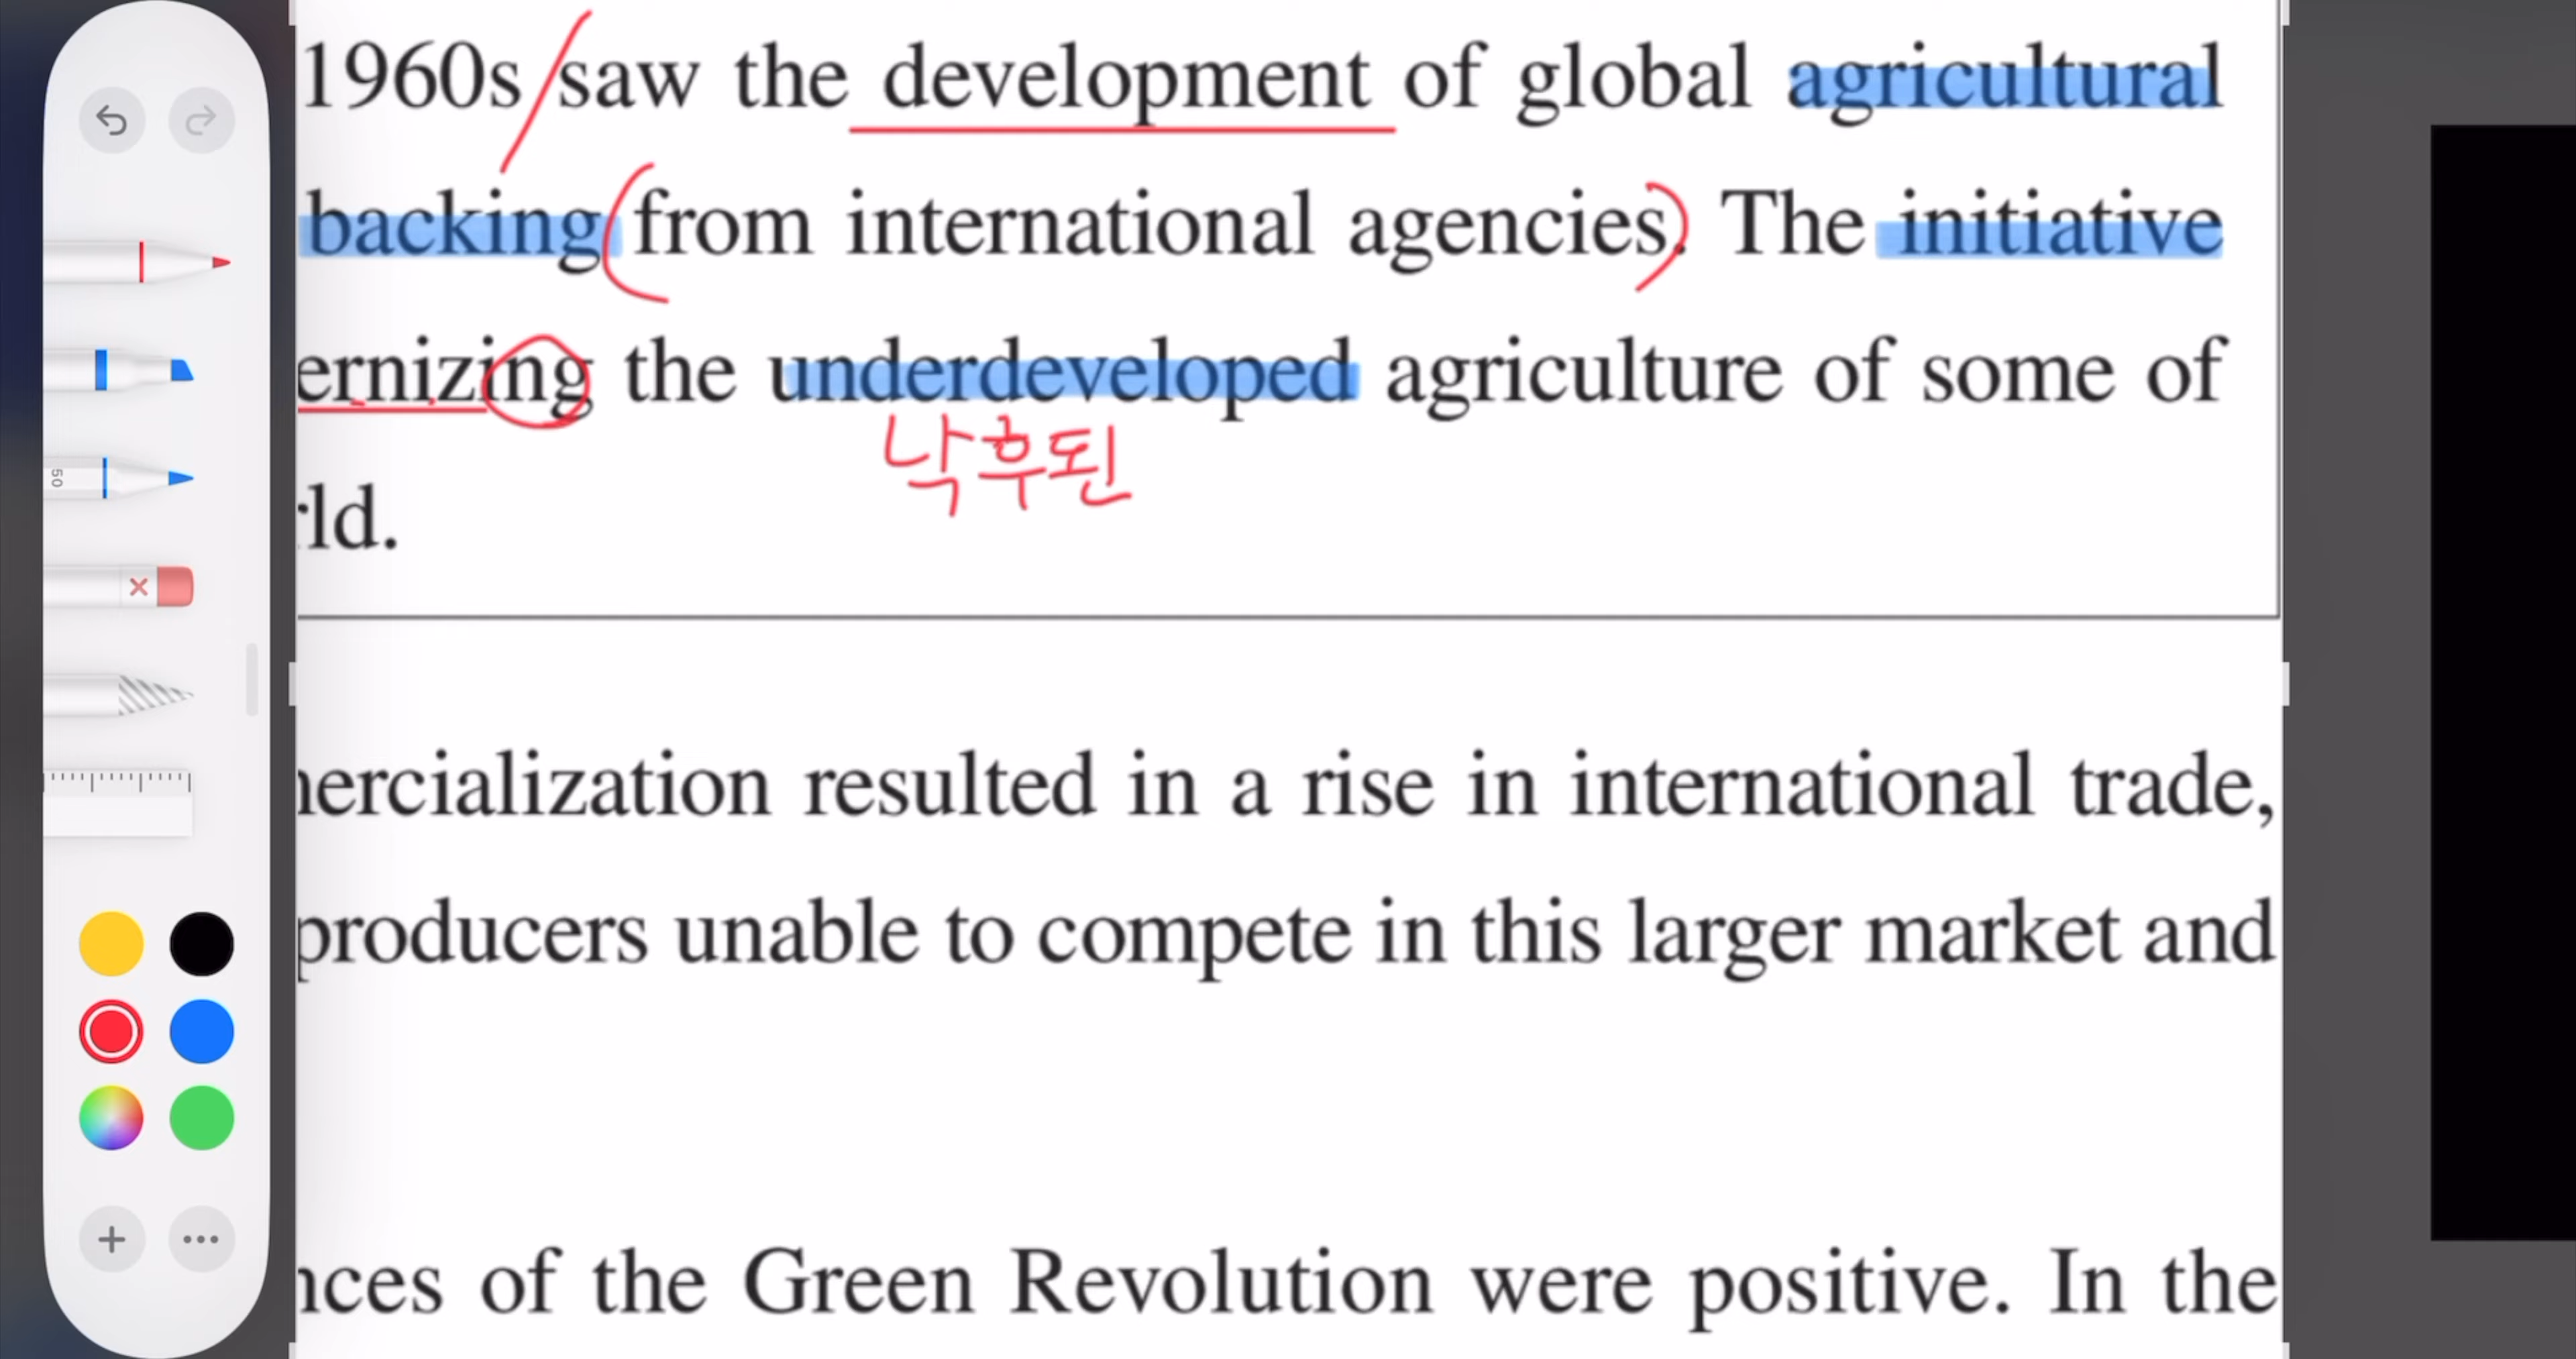 1960s saw the development of global agricultural
backing from international agencies. The initiative
ernizing the underdeveloped agriculture of some of
낙후된
rld.
50
mercialization resulted in a rise in international trade,
producers unable to compete in this larger market and
nces of the Green Revolution were positive. In the